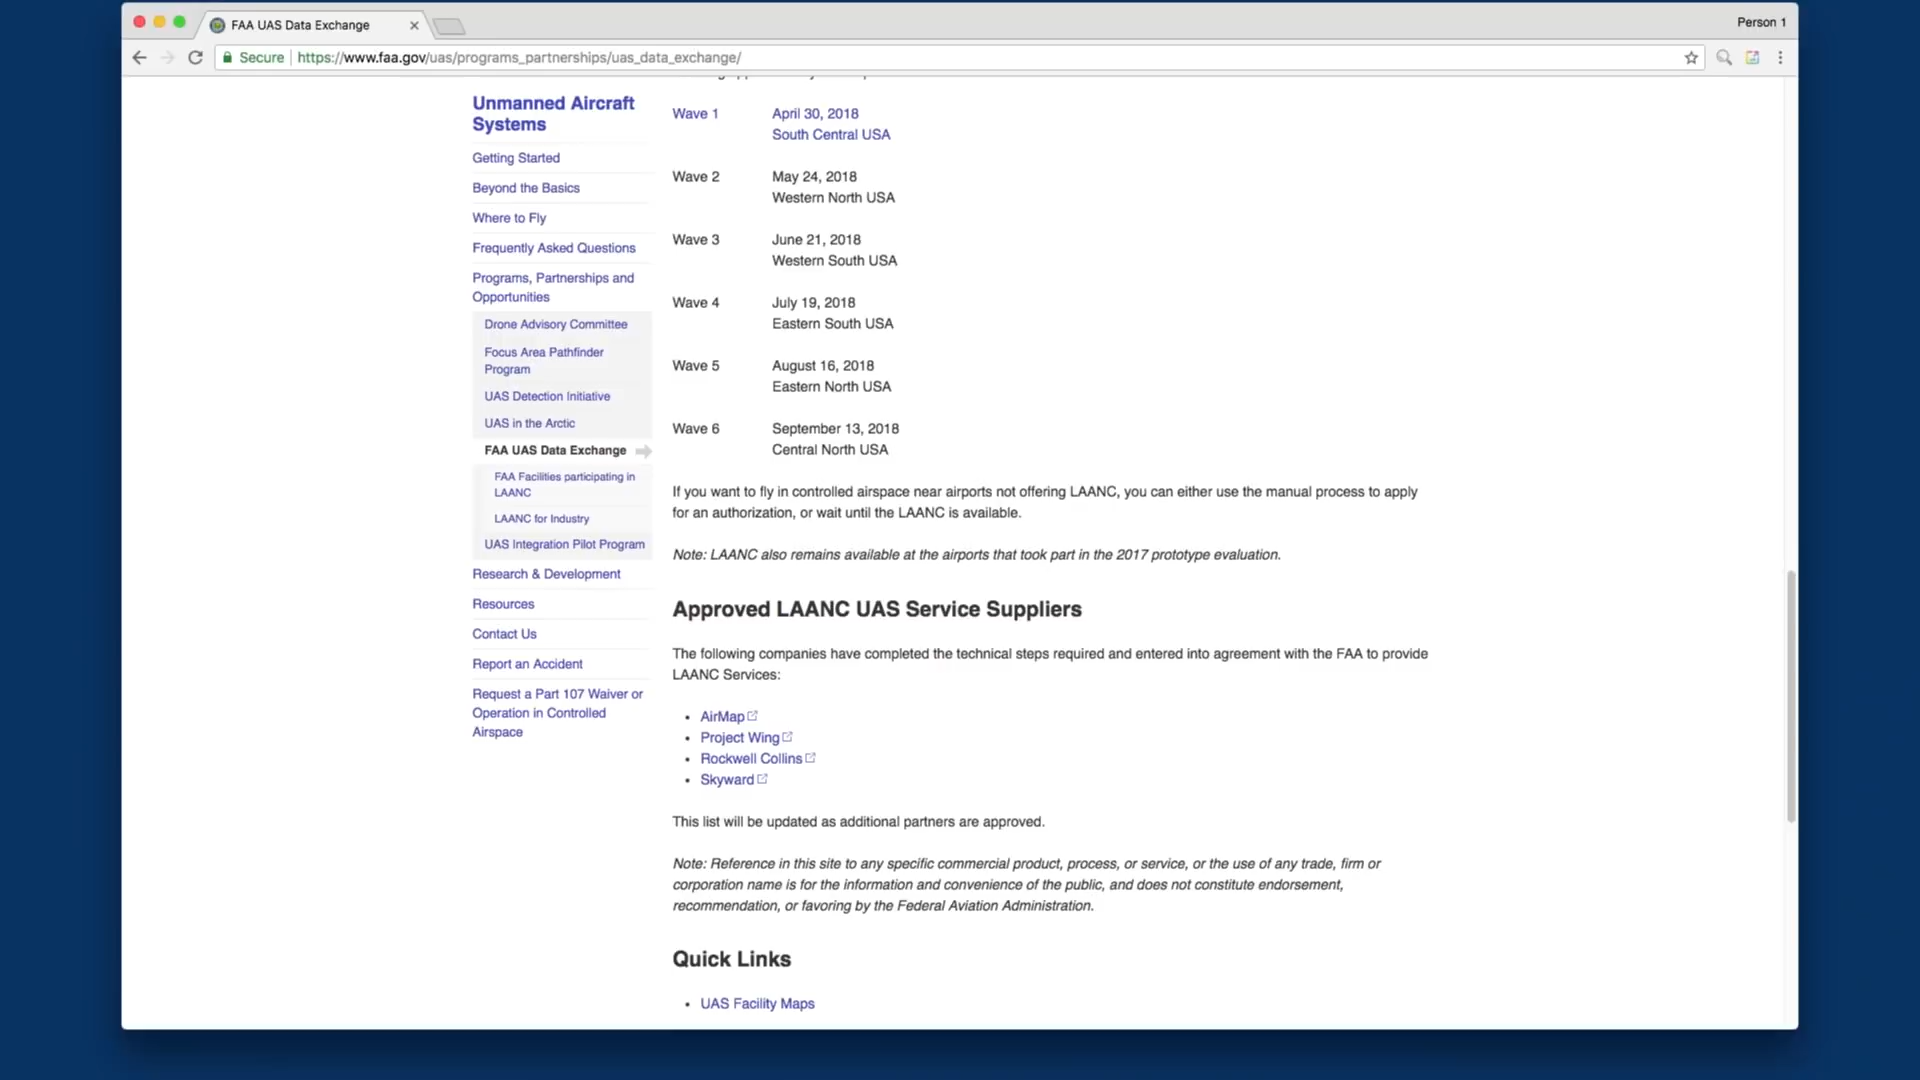 FAA UAS Data Exchange
Person 1
Secure
https://www.faa.gov/uas/programs_partnerships/uas_data_exchange/
Unmanned Aircraft
Systems
Getting Started
Beyond the Basics
Where to Fly
Frequently Asked Questions
Programs, Partnerships and
Opportunities
Drone Advisory Committee
Focus Area Pathfinder
Program
UAS Detection Initiative
UAS in the Arctic
FAA UAS Data Exchange
FAA Facilities participating in
LAANC
LAANC for Industry
UAS Integration Pilot Program
Research & Development
Resources
Contact Us
Report an Accident
Request a Part 107 Waiver or
Operation in Controlled
Airspace
Wave 1 April 30, 2018
South Central USA
Wave 2 May 24, 2018
Western North USA
Wave 3 June 21, 2018
Western South USA
Wave 4 July 19, 2018
Eastern South USA
Wave 5 August 16, 2018
Eastern North USA
Wave 6 September 13, 2018
Central North USA
If you want to fly in controlled airspace near airports not offering LAANC, you can either use the manual process to apply
for an authorization, or wait until the LAANC is available.
Note: LAANC also remains available at the airports that took part in the 2017 prototype evaluation.
Approved LAANC UAS Service Suppliers
The following companies have completed the technical steps required and entered into agreement with the FAA to provide
LAANC Services:
• AirMap
• Project Wing
• Rockwell Collins
• Skyward
This list will be updated as additional partners are approved.
Note: Reference in this site to any specific commercial product, process, or service, or the use of any trade, firm or
corporation name is for the information and convenience of the public, and does not constitute endorsement,
recommendation, or favoring by the Federal Aviation Administration.
Quick Links
• UAS Facility Maps